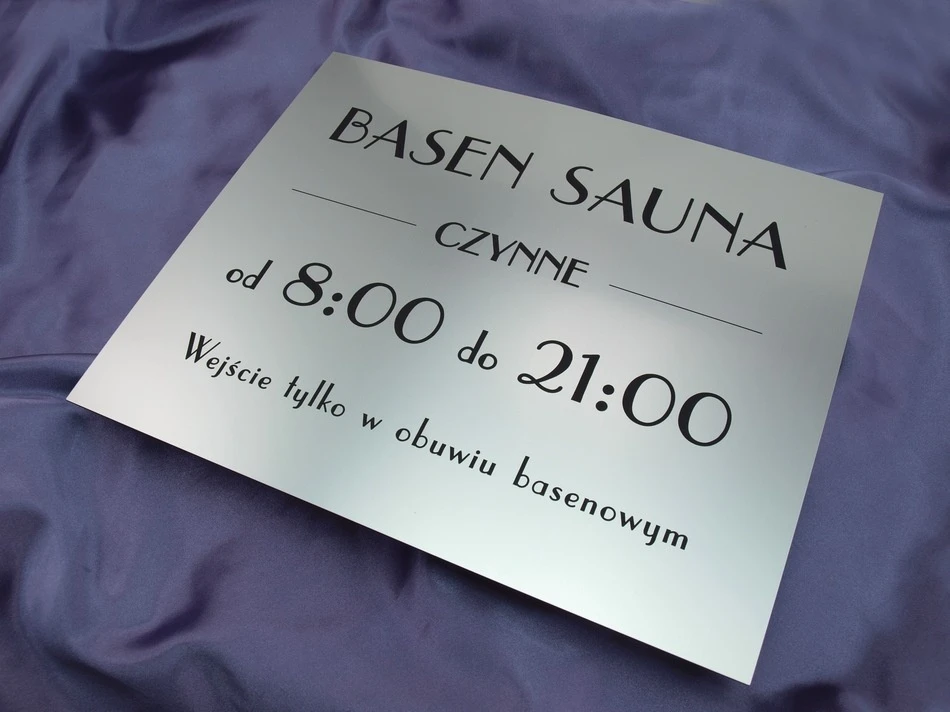 BASEN SAUNA
CZYNNE
od 8:00 do 21:00
Wejście tylko w obuwiu basenowym